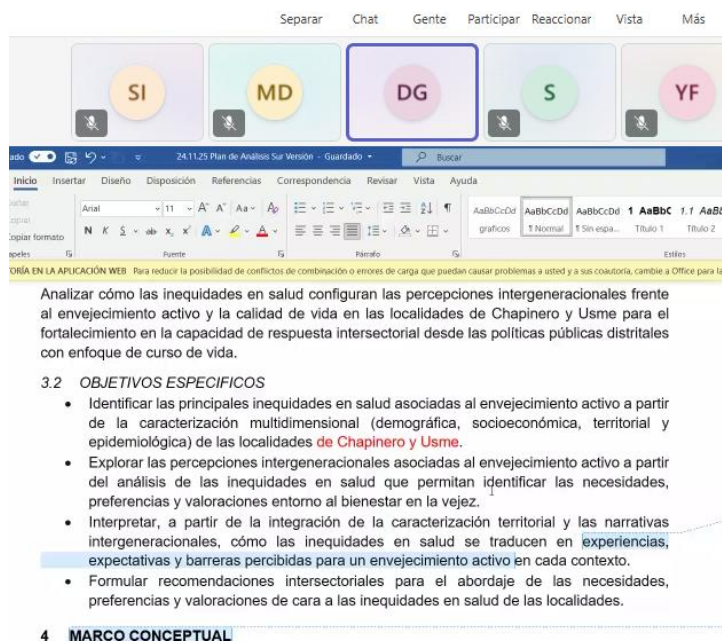 Separar Chat Gente Participar Reaccionar Vista Más
SI MD DG S YF
24.11.25 Plan de Análisis Sur Versión - Guardado Buscar
Inicio Insertar Diseño Disposición Referencias Correspondencia Revisar Vista Ayuda
Arial 11 A A Aa
AaBbCcDd AaBbCcDd AaBbCcDd 1 AaBbC 1.1 AaBb
opiar formato N K S ab x, x² A A graficos ¶ Normal ¶ Sin espa... Título 1 Título 2
Fuente Párrafo Estilos
ORÍA EN LA APLICACIÓN WEB Para reducir la posibilidad de conflictos de combinación o errores de carga que puedan causar problemas a usted y a sus coautoría, cambie a Office para la
Analizar cómo las inequidades en salud configuran las percepciones intergeneracionales frente
al envejecimiento activo y la calidad de vida en las localidades de Chapinero y Usme para el
fortalecimiento en la capacidad de respuesta intersectorial desde las políticas públicas distritales
con enfoque de curso de vida.
3.2 OBJETIVOS ESPECIFICOS
• Identificar las principales inequidades en salud asociadas al envejecimiento activo a partir
de la caracterización multidimensional (demográfica, socioeconómica, territorial y
epidemiológica) de las localidades de Chapinero y Usme.
• Explorar las percepciones intergeneracionales asociadas al envejecimiento activo a partir
del análisis de las inequidades en salud que permitan identificar las necesidades,
preferencias y valoraciones entorno al bienestar en la vejez.
• Interpretar, a partir de la integración de la caracterización territorial y las narrativas
intergeneracionales, cómo las inequidades en salud se traducen en experiencias,
expectativas y barreras percibidas para un envejecimiento activo en cada contexto.
• Formular recomendaciones intersectoriales para el abordaje de las necesidades,
preferencias y valoraciones de cara a las inequidades en salud de las localidades.
4 MARCO CONCEPTUAL